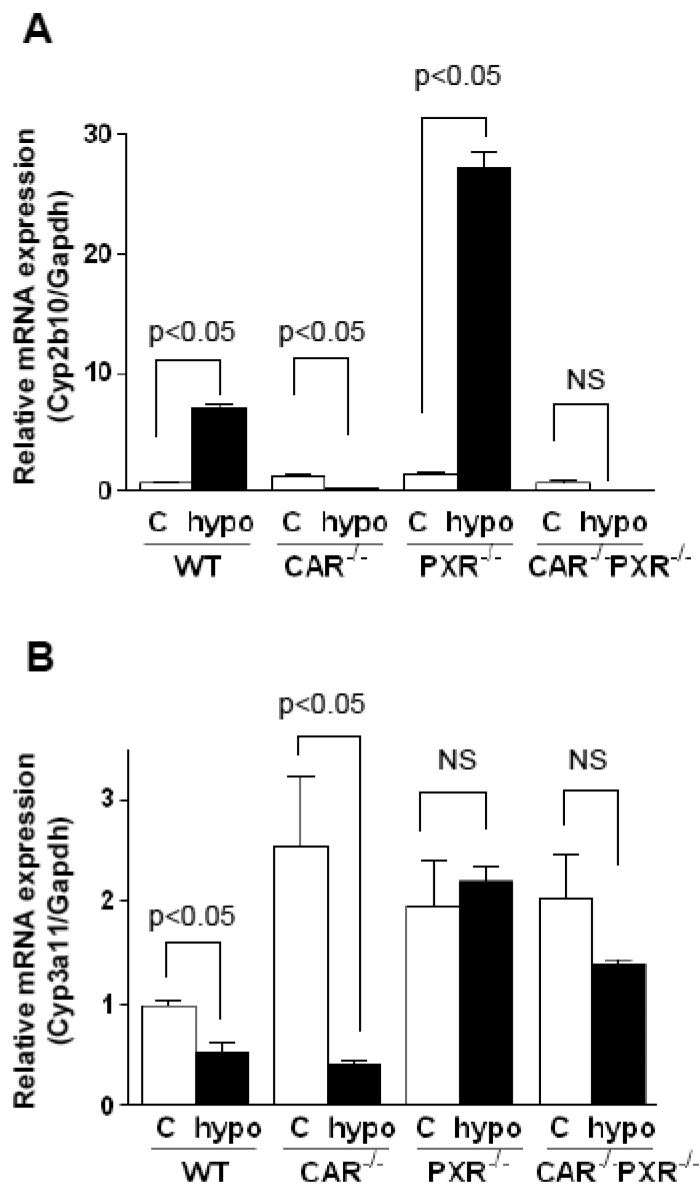 A
Relative mRNA expression
(Cyp2b10/Gapdh)
30
20
10
0
p<0.05
p<0.05
p<0.05
NS
C hypo C hypo C hypo C hypo
WT CAR-/- PXR-/- CAR-/-PXR-/-
B
Relative mRNA expression
(Cyp3a11/Gapdh)
3
2
1
0
p<0.05
p<0.05
NS
NS
C hypo C hypo C hypo C hypo
WT CAR-/- PXR-/- CAR-/-PXR-/-